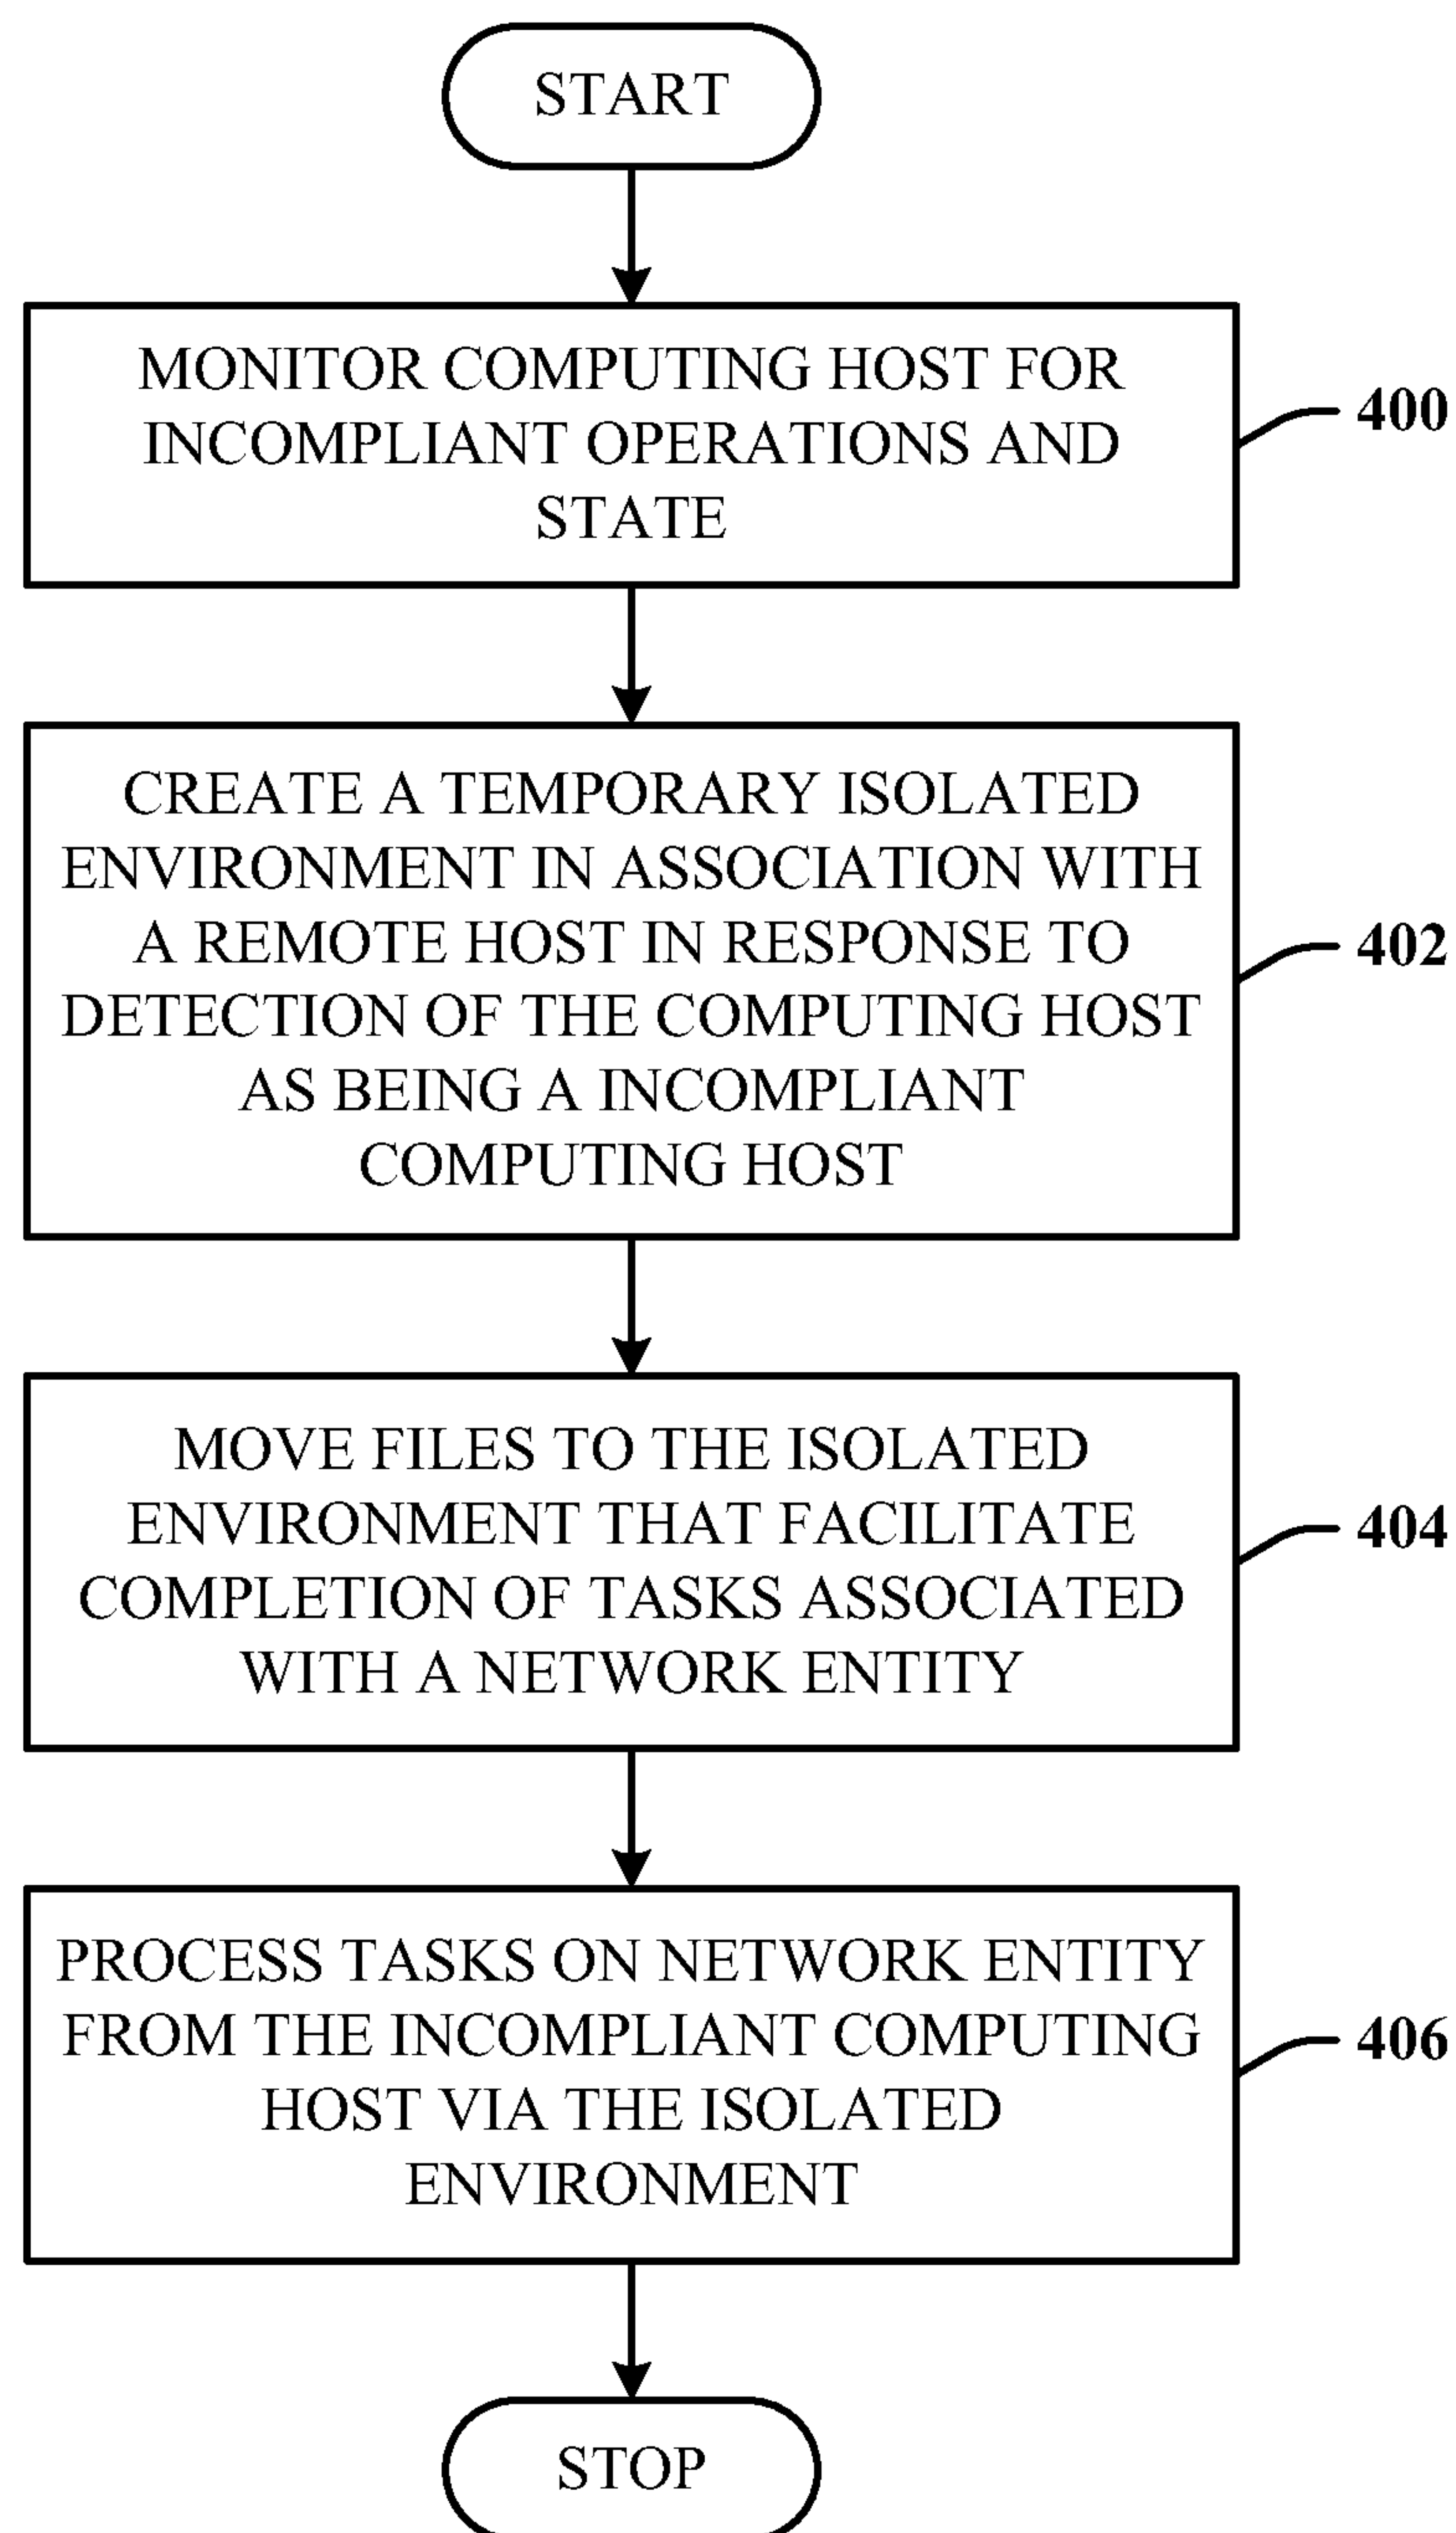 START
MONITOR COMPUTING HOST FOR
INCOMPLIANT OPERATIONS AND
STATE
400
CREATE A TEMPORARY ISOLATED
ENVIRONMENT IN ASSOCIATION WITH
A REMOTE HOST IN RESPONSE TO
DETECTION OF THE COMPUTING HOST
AS BEING A INCOMPLIANT
COMPUTING HOST
402
MOVE FILES TO THE ISOLATED
ENVIRONMENT THAT FACILITATE
COMPLETION OF TASKS ASSOCIATED
WITH A NETWORK ENTITY
404
PROCESS TASKS ON NETWORK ENTITY
FROM THE INCOMPLIANT COMPUTING
HOST VIA THE ISOLATED
ENVIRONMENT
406
STOP